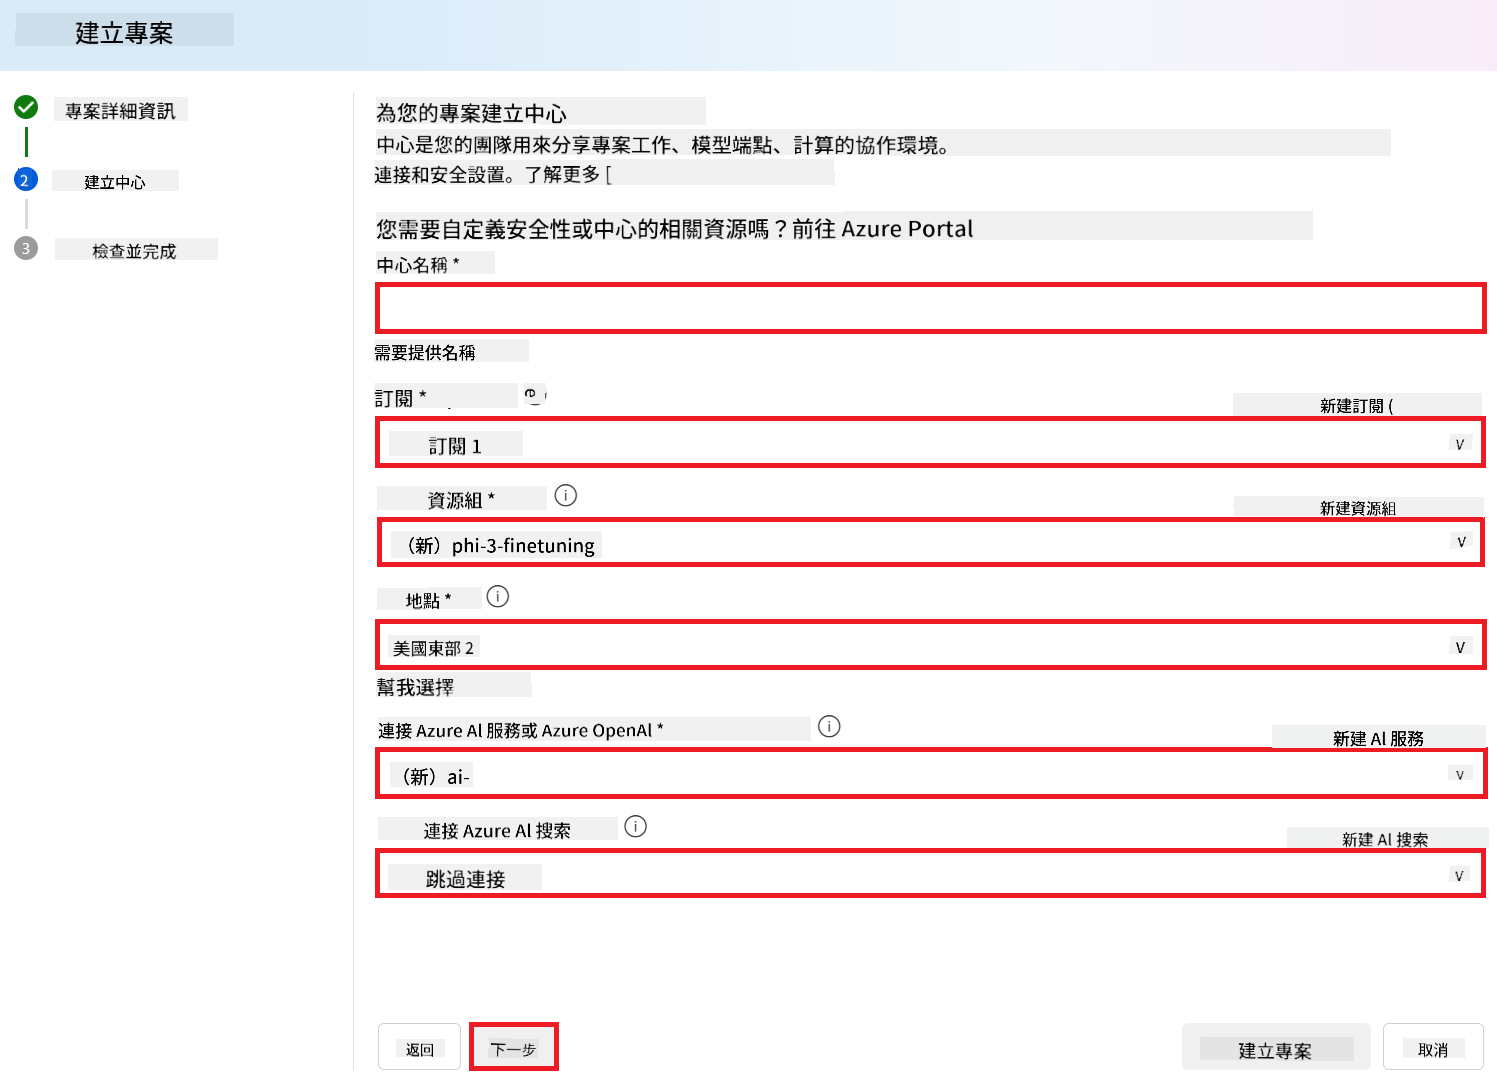 建立專案
專案詳細資訊
2
建立中心
3
檢查並完成
為您的專案建立中心
中心是您的團隊用來分享專案工作、模型端點、計算的協作環境。
連接和安全設置。了解更多 [
您需要自定義安全性或中心的相關資源嗎？前往 Azure Portal
中心名稱 *
需要提供名稱
訂閱 *
新建訂閱 (
訂閱 1
資源組 *
新建資源組
（新）phi-3-finetuning
地點 *
美國東部 2
幫我選擇
連接 Azure Al 服務或 Azure OpenAl *
新建 Al 服務
（新）ai-
連接 Azure Al 搜索
新建 Al 搜索
跳過連接
返回
下一步
建立專案
取消